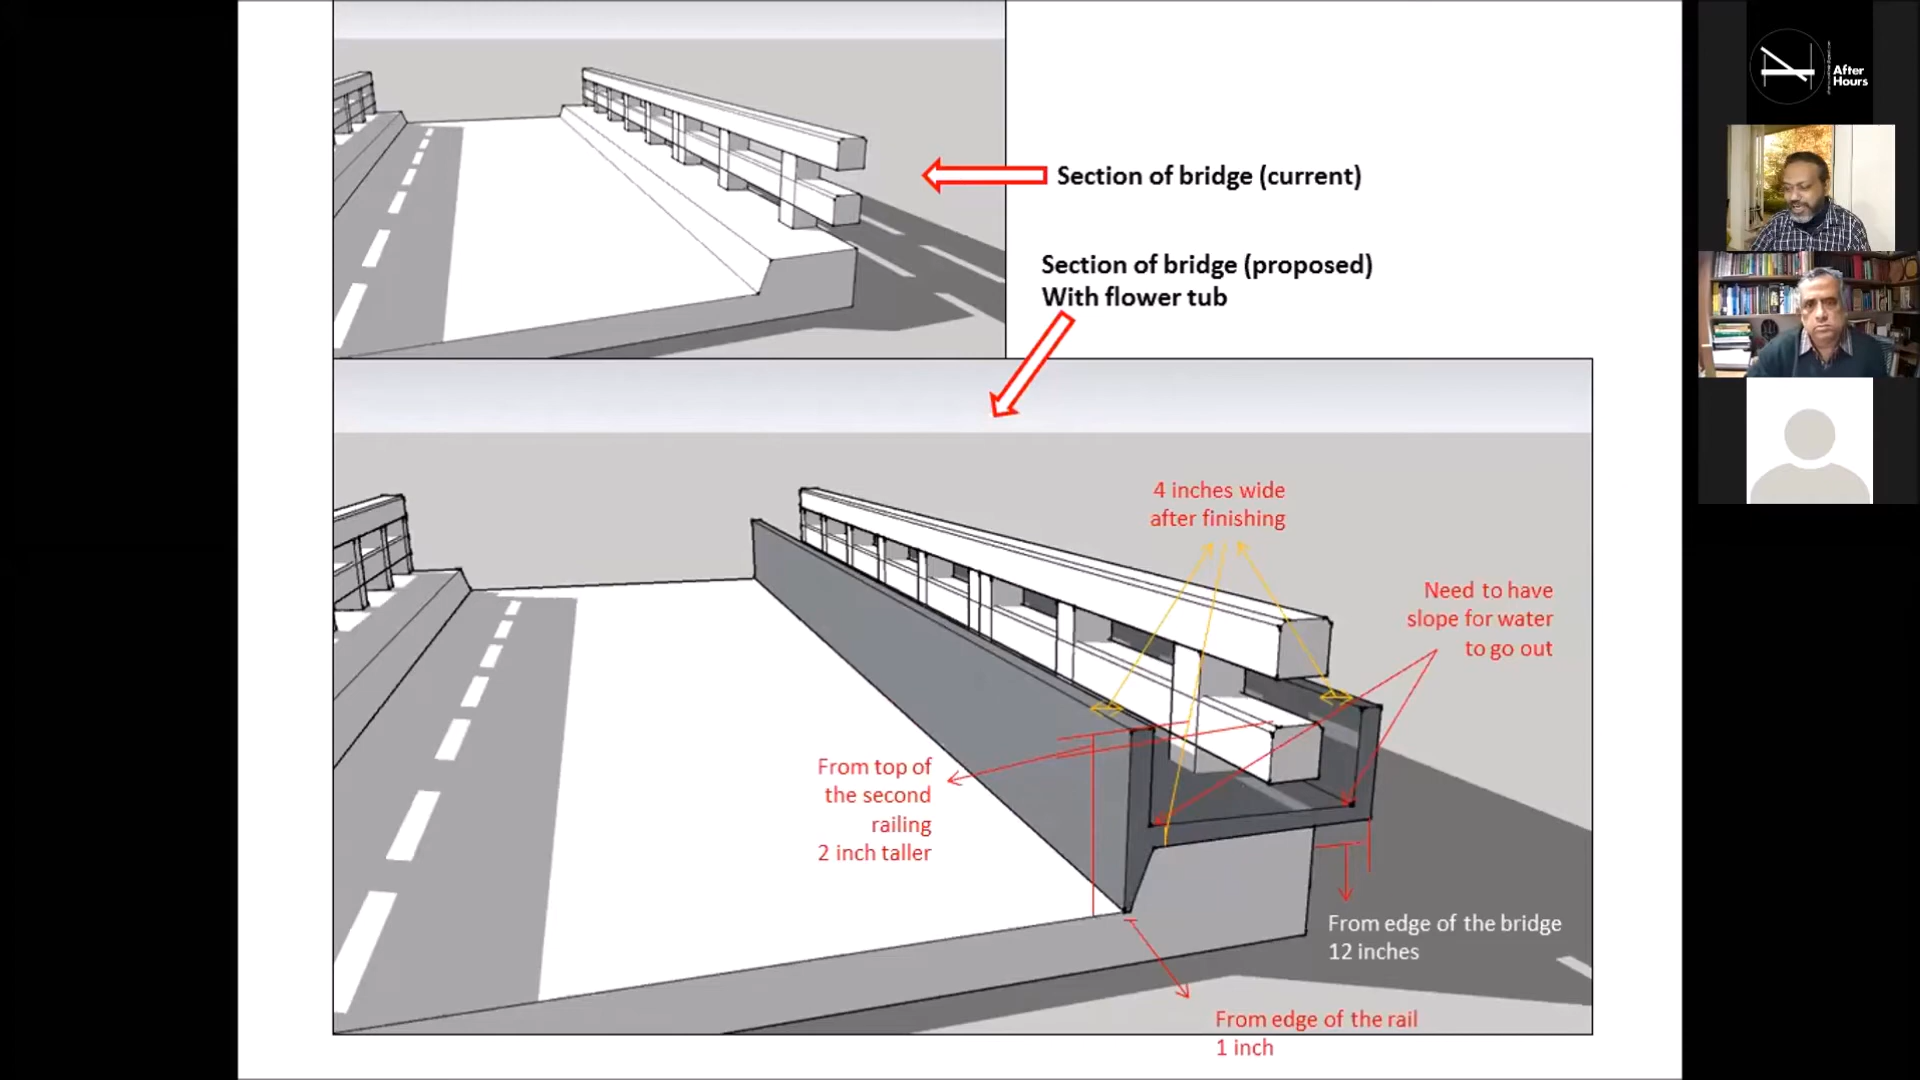 After
Hours
Section of bridge (current)
Section of bridge (proposed)
With flower tub
4 inches wide
after finishing
Need to have
slope for water
to go out
From top of
the second
railing
2 inch taller
From edge of the bridge
12 inches
From edge of the rail
1 inch